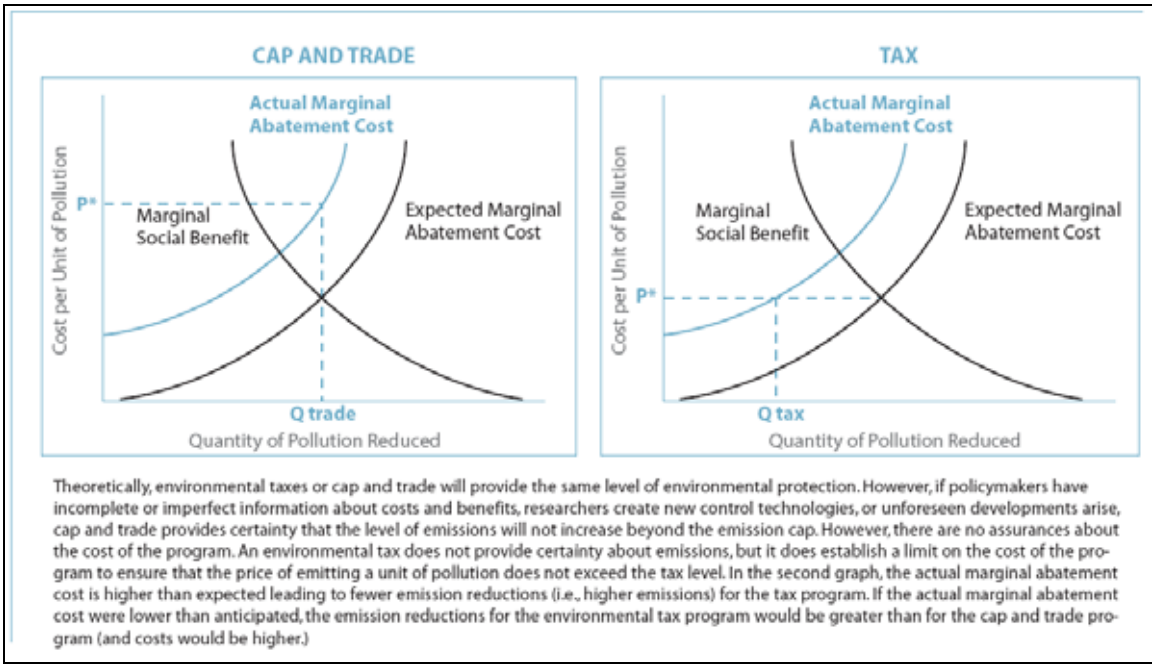 CAP AND TRADE
Actual Marginal
Abatement Cost
Cost per Unit of Pollution
P*
Marginal
Social Benefit
Expected Marginal
Abatement Cost
Q trade
Quantity of Pollution Reduced
TAX
Actual Marginal
Abatement Cost
Cost per Unit of Pollution
Marginal
Social Benefit
Expected Marginal
Abatement Cost
P*
Q tax
Quantity of Pollution Reduced
Theoretically, environmental taxes or cap and trade will provide the same level of environmental protection. However, if policymakers have
incomplete or imperfect information about costs and benefits, researchers create new control technologies, or unforeseen developments arise,
cap and trade provides certainty that the level of emissions will not increase beyond the emission cap. However, there are no assurances about
the cost of the program. An environmental tax does not provide certainty about emissions, but it does establish a limit on the cost of the pro-
gram to ensure that the price of emitting a unit of pollution does not exceed the tax level. In the second graph, the actual marginal abatement
cost is higher than expected leading to fewer emission reductions (i.e., higher emissions) for the tax program. If the actual marginal abatement
cost were lower than anticipated, the emission reductions for the environmental tax program would be greater than for the cap and trade pro-
gram (and costs would be higher.)